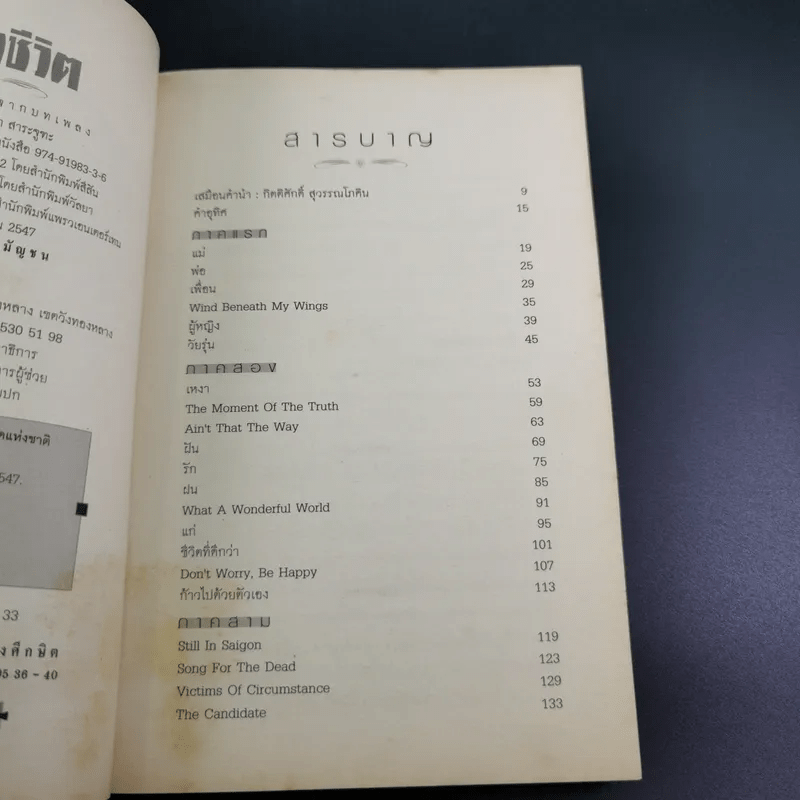 ชีวิต
ากบทเพลง
สาระฐูฑะ
นังสือ 974-91983-3-6
2 โดยสำนักพิมพ์สีสัน
โดยสำนักพิมพ์วัลยา
สำนักพิมพ์แพรวเอนเตอร์เทน
2547
มัญชน
งหลาง เขตวังทองหลาง
530 51 98
าธิการ
การผู้ช่วย
ปก
ดแห่งชาติ
547.
33
งศึกษิต
05 36 - 40
สารบาญ
เสมือนคำนำ : กิตติศักดิ์ สุวรรณโภคิน 9
คำอุทิศ 15
ภาคแรก
แม่ 19
พ่อ 25
เพื่อน 29
Wind Beneath My Wings 35
ผู้หญิง 39
วัยรุ่น 45
ภาคสอง
เหงา 53
The Moment Of The Truth 59
Ain't That The Way 63
ฝัน 69
รัก 75
ฝน 85
What A Wonderful World 91
แก่ 95
ชีวิตที่ดีกว่า 101
Don't Worry, Be Happy 107
ก้าวไปด้วยตัวเอง 113
ภาคสาม
Still In Saigon 119
Song For The Dead 123
Victims Of Circumstance 129
The Candidate 133